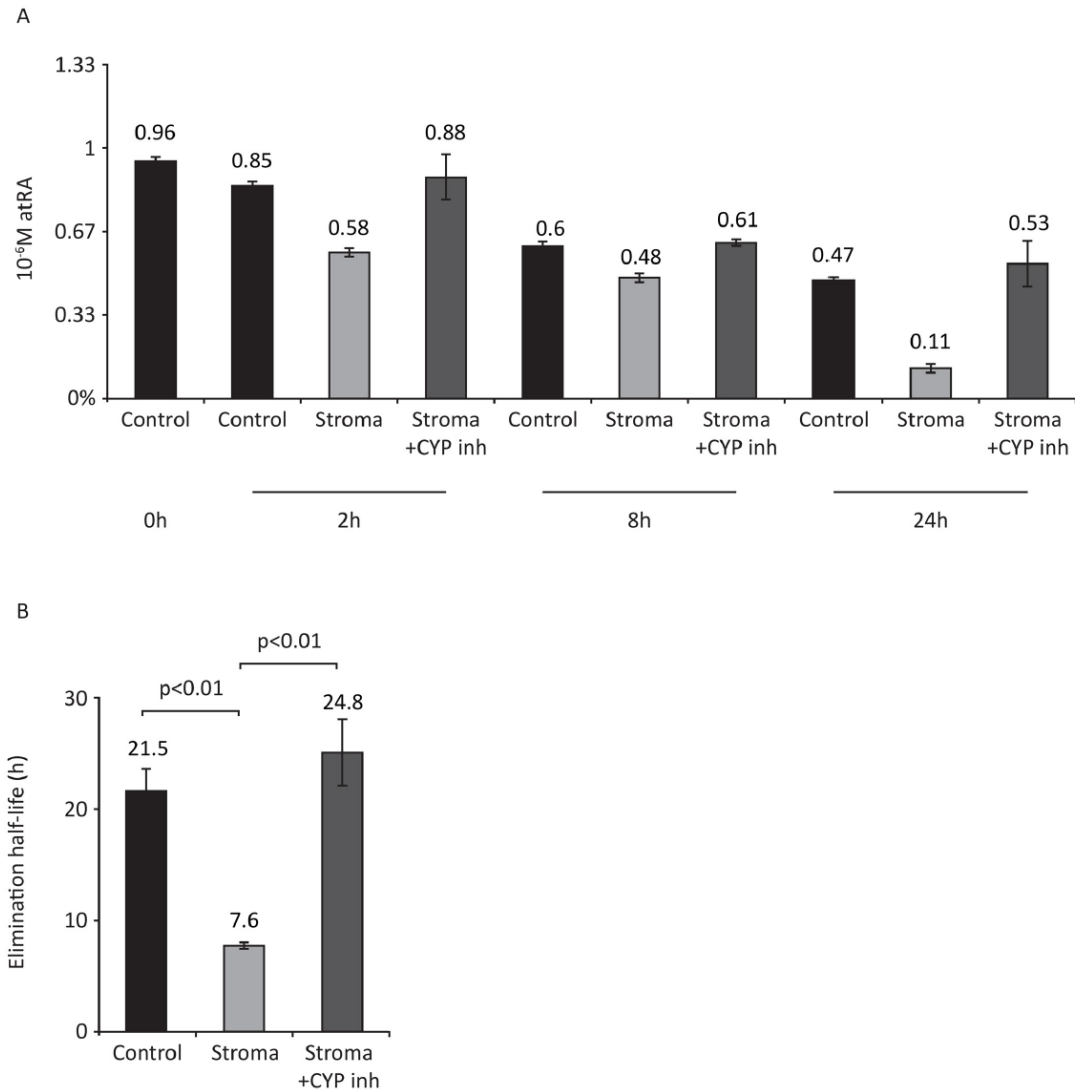 A
10⁻⁶M atRA
1.33
1
0.67
0.33
0%
0.96
0.85
0.58
0.88
0.6
0.48
0.61
0.47
0.11
0.53
Control
Control
Stroma
Stroma
+CYP inh
Control
Stroma
Stroma
+CYP inh
Control
Stroma
Stroma
+CYP inh
0h
2h
8h
24h
B
Elimination half-life (h)
30
20
10
0
p<0.01
p<0.01
21.5
7.6
24.8
Control
Stroma
Stroma
+CYP inh